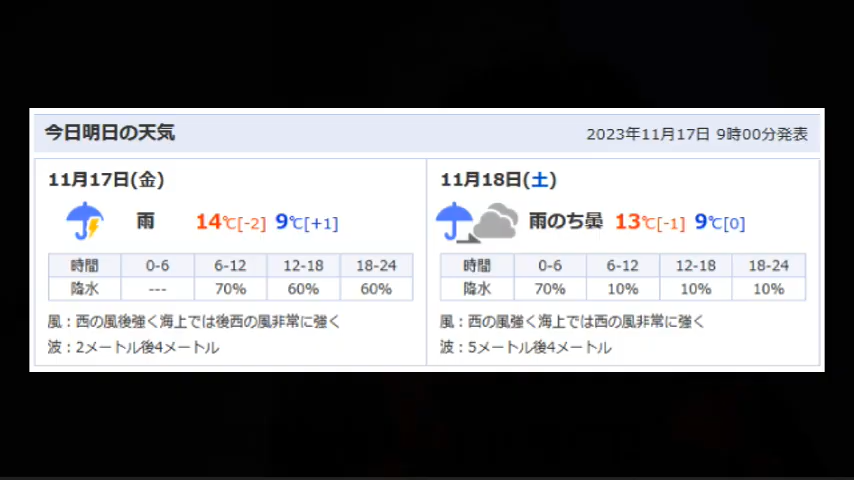 今日明日の天気
2023年11月17日 9時00分発表
11月17日(金)
雨 14℃[-2] 9℃[+1]
時間 0-6 6-12 12-18 18-24
降水 --- 70% 60% 60%
風：西の風後強く海上では後西の風非常に強く
波：2メートル後4メートル
11月18日(土)
雨のち曇 13℃[-1] 9℃[0]
時間 0-6 6-12 12-18 18-24
降水 70% 10% 10% 10%
風：西の風強く海上では西の風非常に強く
波：5メートル後4メートル